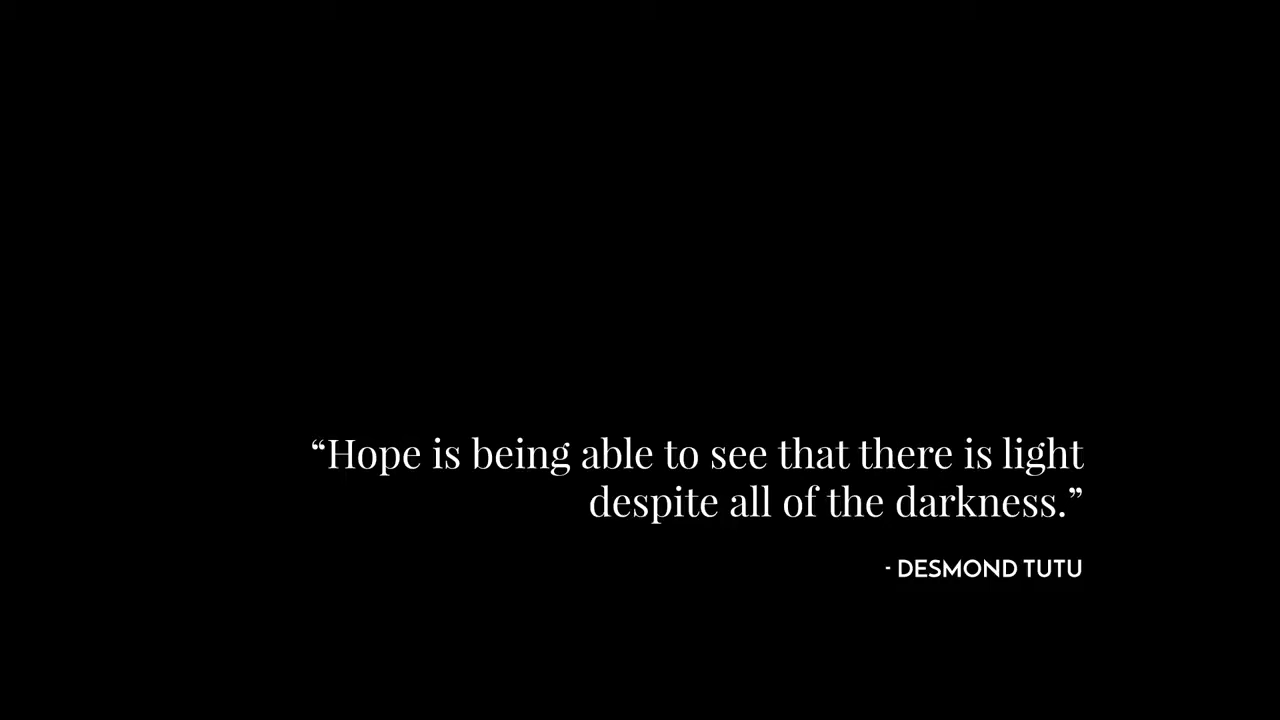 “Hope is being able to see that there is light
despite all of the darkness.”
- DESMOND TUTU